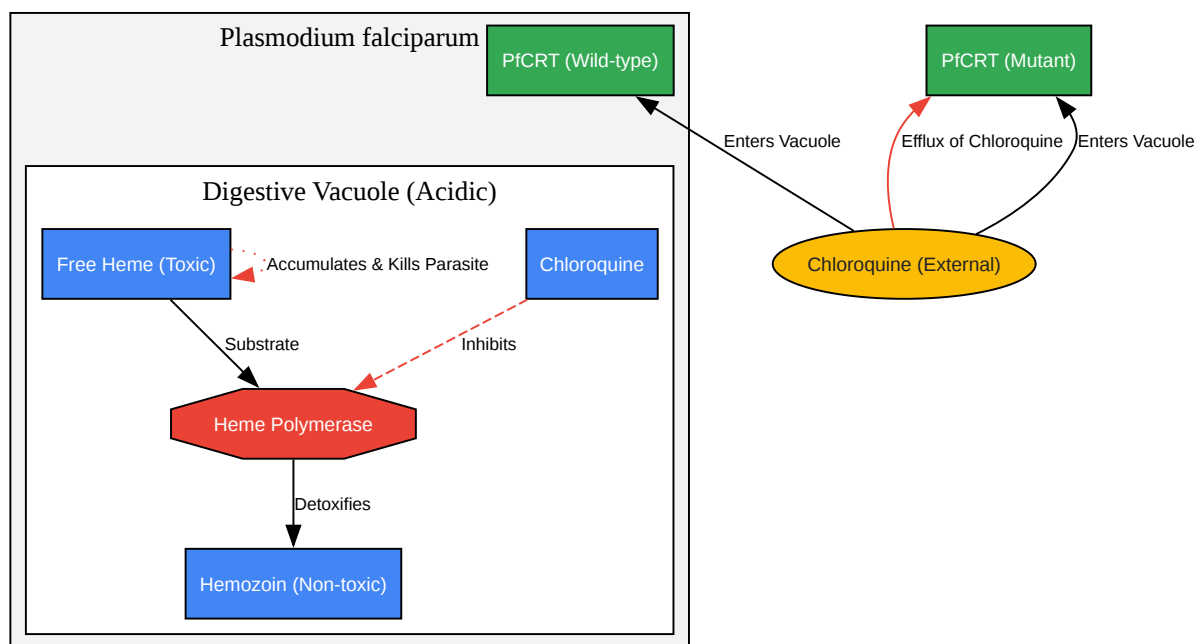 Plasmodium falciparum
PfCRT (Wild-type)
PfCRT (Mutant)
Enters Vacuole
Efflux of Chloroquine
Enters Vacuole
Digestive Vacuole (Acidic)
Free Heme (Toxic)
Accumulates & Kills Parasite
Chloroquine
Chloroquine (External)
Substrate
Inhibits
Heme Polymerase
Detoxifies
Hemozoin (Non-toxic)